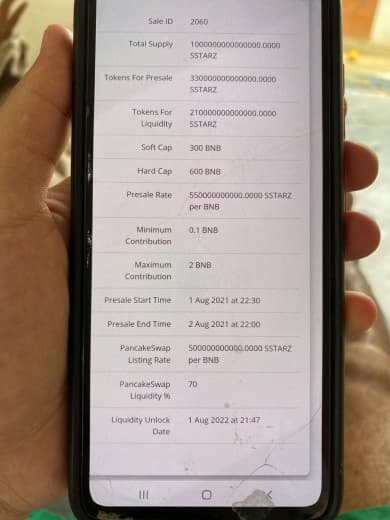 Sale ID 2060
Total Supply 1000000000000000.0000
SSTARZ
Tokens For Presale 330000000000000.0000
SSTARZ
Tokens For 210000000000000.0000
Liquidity SSTARZ
Soft Cap 300 BNB
Hard Cap 600 BNB
Presale Rate 550000000000.0000 SSTARZ
per BNB
Minimum 0.1 BNB
Contribution
Maximum 2 BNB
Contribution
Presale Start Time 1 Aug 2021 at 22:30
Presale End Time 2 Aug 2021 at 22:00
PancakeSwap 500000000000.0000 SSTARZ
Listing Rate per BNB
PancakeSwap 70
Liquidity %
Liquidity Unlock 1 Aug 2022 at 21:47
Date